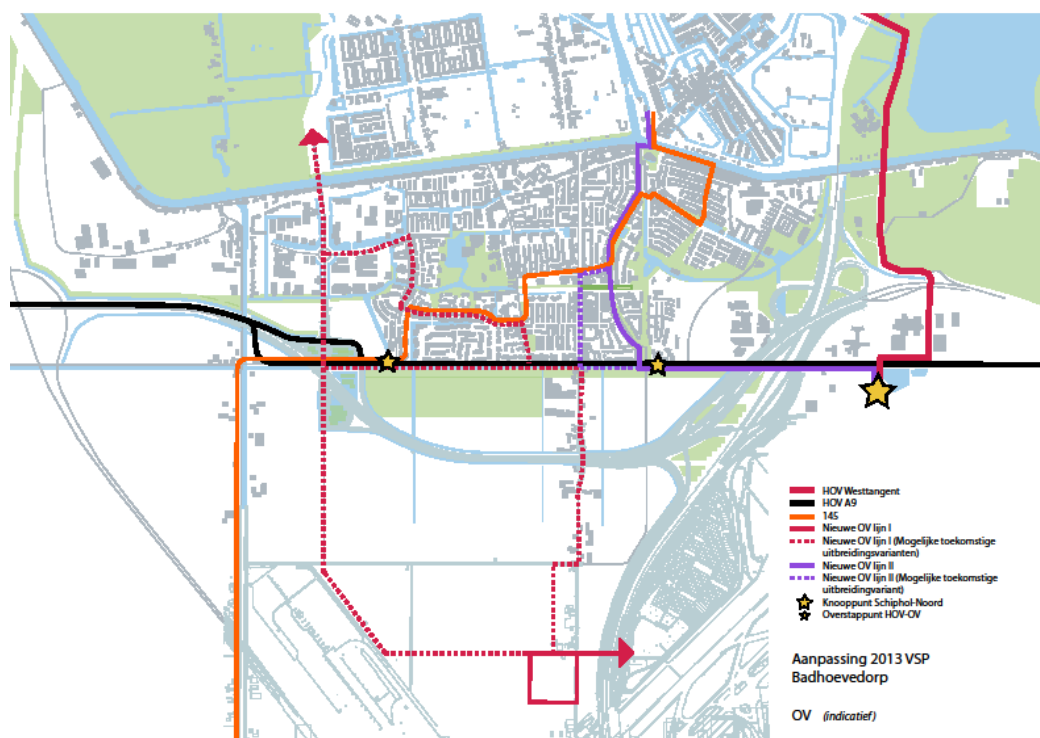 HOV Westtangent
HOV A9
145
Nieuwe OV lijn I
Nieuwe OV lijn I (Mogelijke toekomstige
uitbreidingsvarianten)
Nieuwe OV lijn II
Nieuwe OV lijn II (Mogelijke toekomstige
uitbreidingvariant)
Knooppunt Schiphol-Noord
Overstappunt HOV-OV
Aanpassing 2013 VSP
Badhoevedorp
OV (indicatief)